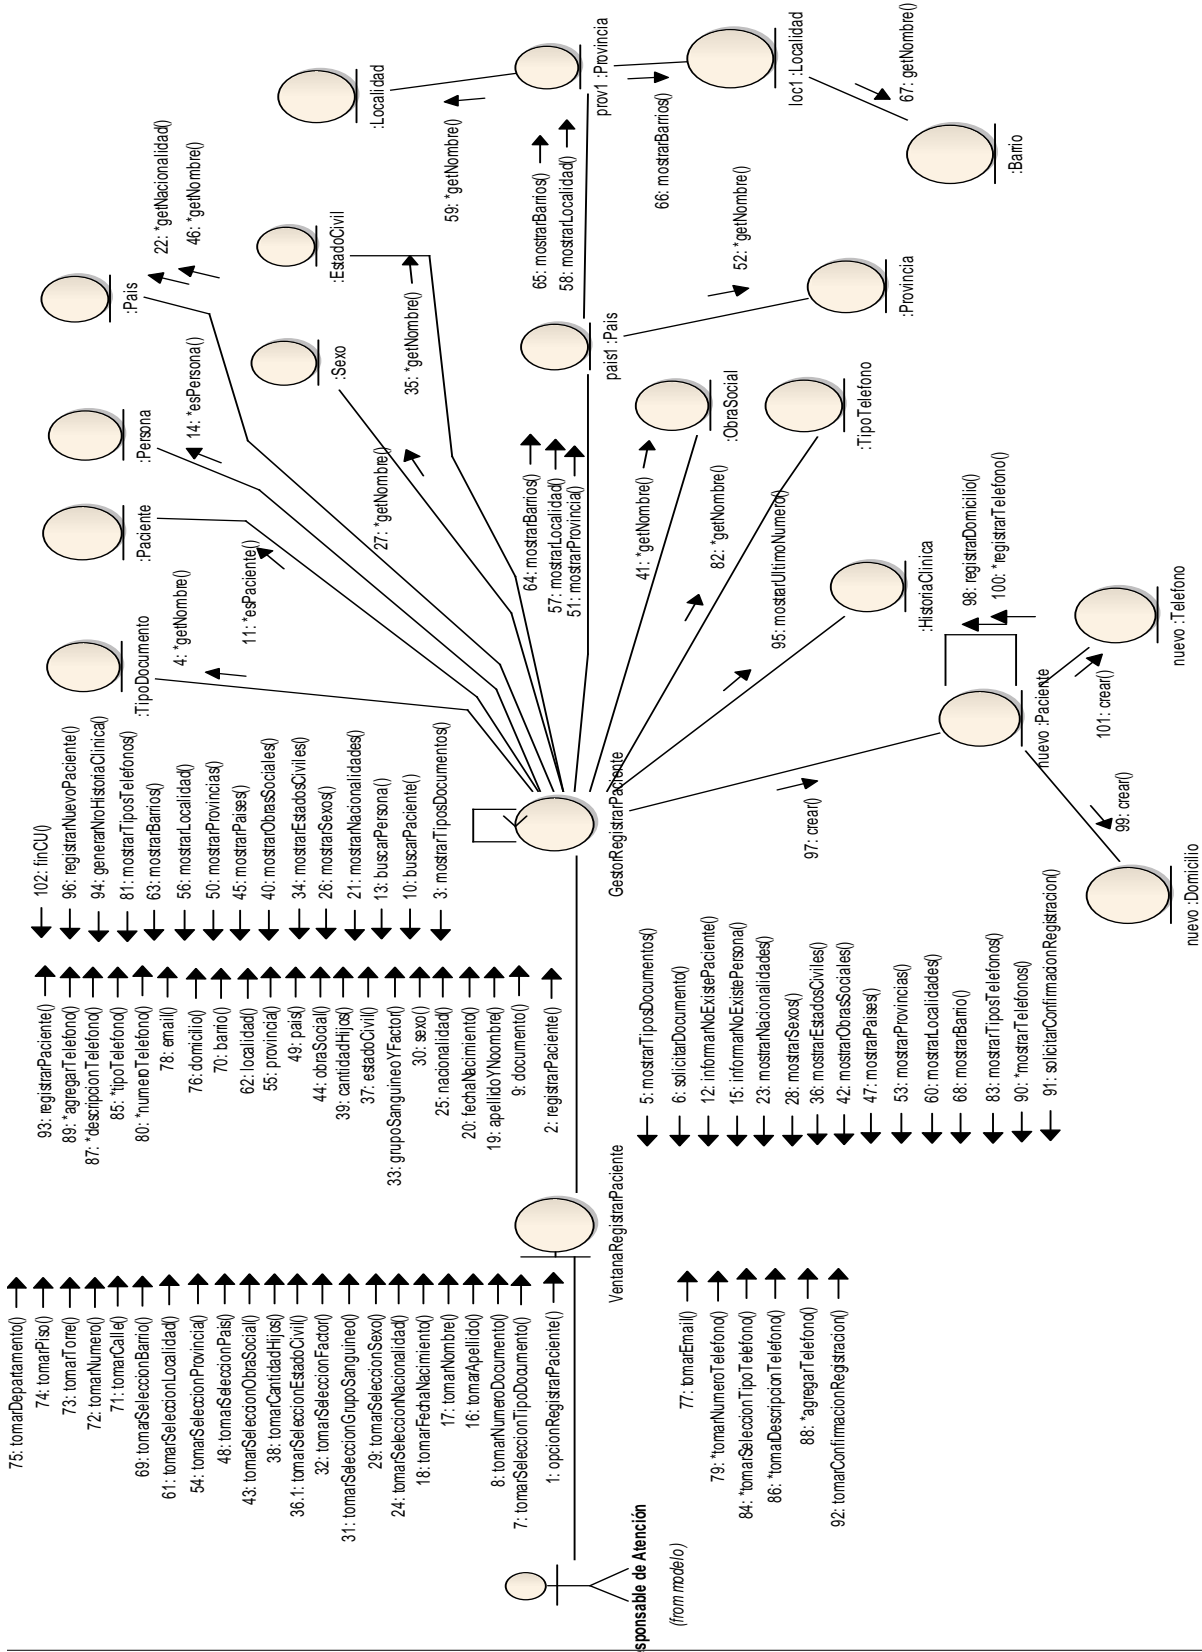 75: tomarDepartamento()
74: tomarPiso()
73: tomarTorre()
72: tomarNumero()
71: tomarCalle()
69: tomarSeleccionBarrio()
61: tomarSeleccionLocalidad()
54: tomarSeleccionProvincia()
48: tomarSeleccionPais()
43: tomarSeleccionObraSocial()
38: tomarCantidadHijos()
36.1: tomarSeleccionEstadoCivil()
32: tomarSeleccionFactor()
31: tomarSeleccionGrupoSanguineo()
29: tomarSeleccionSexo()
24: tomarSeleccionNacionalidad()
18: tomarFechaNacimiento()
17: tomarNombre()
16: tomarApellido()
8: tomarNumeroDocumento()
7: tomarSeleccionTipoDocumento()
1: opcionRegistrarPaciente()
sponsable de Atención
(from modelo)
77: tomarEmail()
79: *tomarNumeroTelefono()
84: *tomarSeleccionTipoTelefono()
86: *tomarDescripcionTelefono()
88: *agregarTelefono()
92: tomarConfirmacionRegistracion()
VentanaRegistrarPaciente
93: registrarPaciente()
89: *agregarTelefono()
87: *descripcionTelefono()
85: *tipoTelefono()
80: *numeroTelefono()
78: email()
76: domicilio()
70: barrio()
62: localidad()
55: provincia()
49: pais()
44: obraSocial()
39: cantidadHijos()
37: estadoCivil()
33: grupoSanguineoYFactor()
30: sexo()
25: nacionalidad()
20: fechaNacimiento()
19: apellidoYNoombre()
9: documento()
2: registrarPaciente()
102: finCU()
96: registrarNuevoPaciente()
94: generarNroHistoriaClinica()
81: mostrarTiposTelefonos()
63: mostrarBarrios()
56: mostrarLocalidad()
50: mostrarProvincias()
45: mostrarPaises()
40: mostrarObrasSociales()
34: mostrarEstadosCiviles()
26: mostrarSexos()
21: mostrarNacionalidades()
13: buscarPersona()
10: buscarPaciente()
3: mostrarTiposDocumentos()
5: mostrarTiposDocumentos()
6: solicitarDocumento()
12: informarNoExistePaciente()
15: informarNoExistePersona()
23: mostrarNacionalidades()
28: mostrarSexos()
36: mostrarEstadosCiviles()
42: mostrarObrasSociales()
47: mostrarPaises()
53: mostrarProvincias()
60: mostrarLocalidades()
68: mostrarBarrio()
83: mostrarTiposTelefonos()
90: *mostrarTelefonos()
91: solicitarConfirmacionRegistracion()
GestorRegistrarPaciente
:TipoDocumento
4: *getNombre()
:Paciente
11: *esPaciente()
:Persona
14: *esPersona()
:Pais
22: *getNacionalidad()
46: *getNombre()
:Sexo
27: *getNombre()
:EstadoCivil
35: *getNombre()
64: mostrarBarrios()
57: mostrarLocalidad()
51: mostrarProvincia()
pais1 :Pais
65: mostrarBarrios()
58: mostrarLocalidad()
52: *getNombre()
:Provincia
prov1 :Provincia
59: *getNombre()
:Localidad
66: mostrarBarrios()
loc1 :Localidad
67: getNombre()
:Barrio
41: *getNombre()
:ObraSocial
82: *getNombre()
:TipoTelefono
95: mostarUltimoNumero()
:HistoriaClinica
97: crear()
nuevo :Paciente
98: registrarDomicilio()
100: *registrarTelefono()
101: crear()
nuevo :Telefono
99: crear()
nuevo :Domicilio